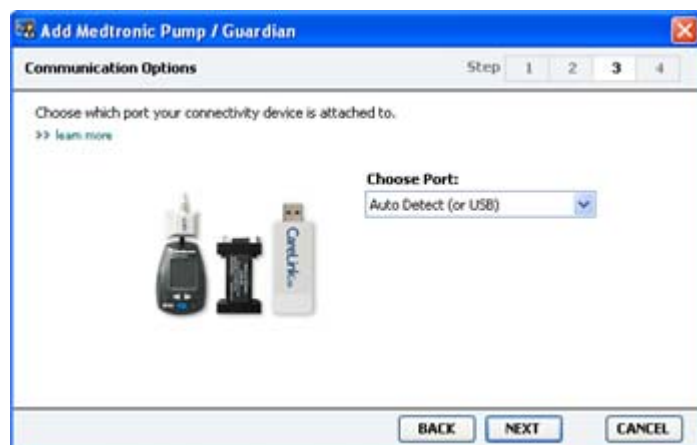 Add Medtronic Pump / Guardian
Communication Options
Step 1 2 3 4
Choose which port your connectivity device is attached to.
>> learn more
Choose Port:
Auto Detect (or USB)
CareLink
BACK NEXT CANCEL